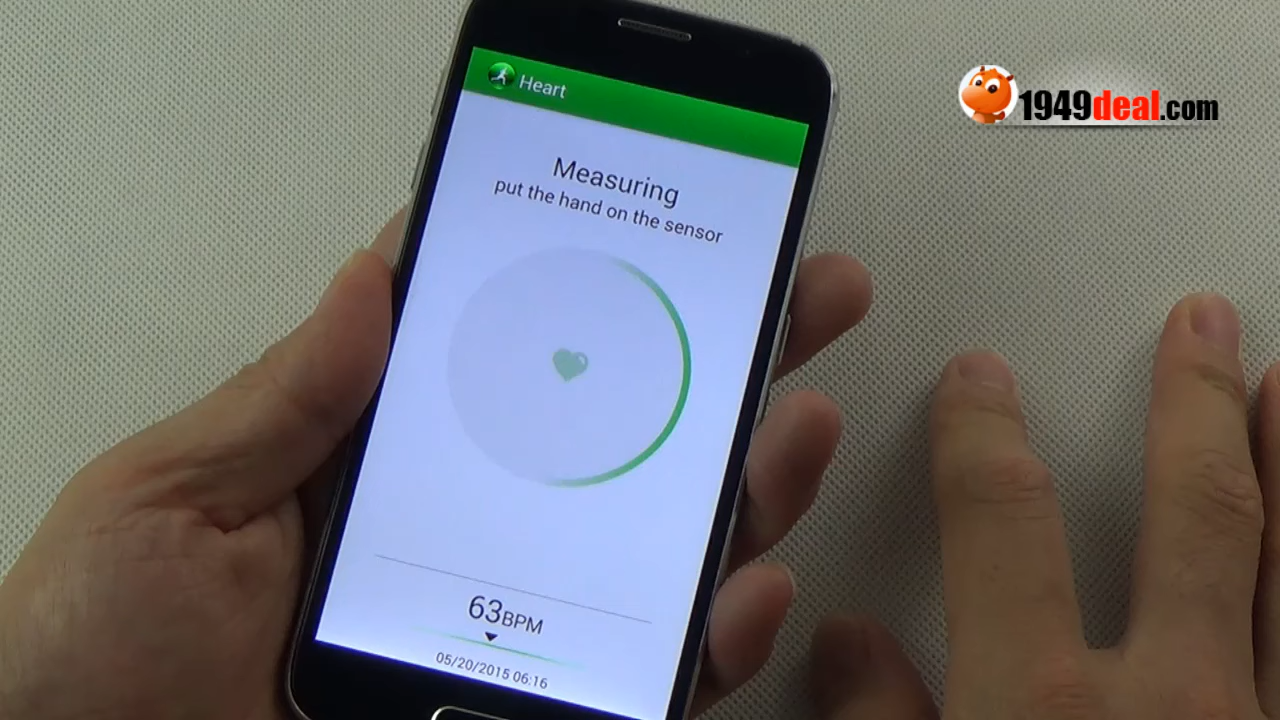 Heart
1949deal.com
Measuring
put the hand on the sensor
63BPM
05/20/2015 06:16